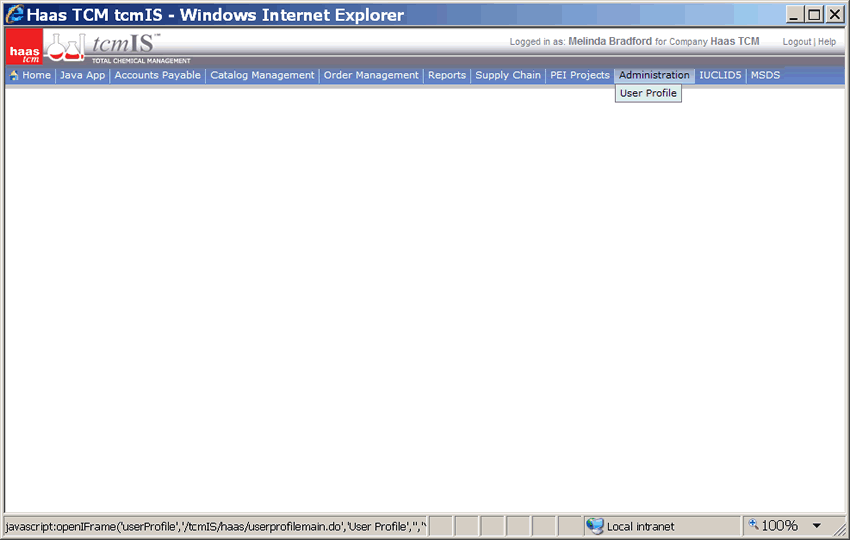 Haas TCM tcmIS - Windows Internet Explorer
haas tcm
tcmIS™
TOTAL CHEMICAL MANAGEMENT
Logged in as: Melinda Bradford for Company Haas TCM
Logout | Help
Home | Java App | Accounts Payable | Catalog Management | Order Management | Reports | Supply Chain | PEI Projects | Administration | IUCLID5 | MSDS
User Profile
javascript:openIFrame('userProfile','/tcmIS/haas/userprofilemain.do','User Profile','','
Local intranet
100%